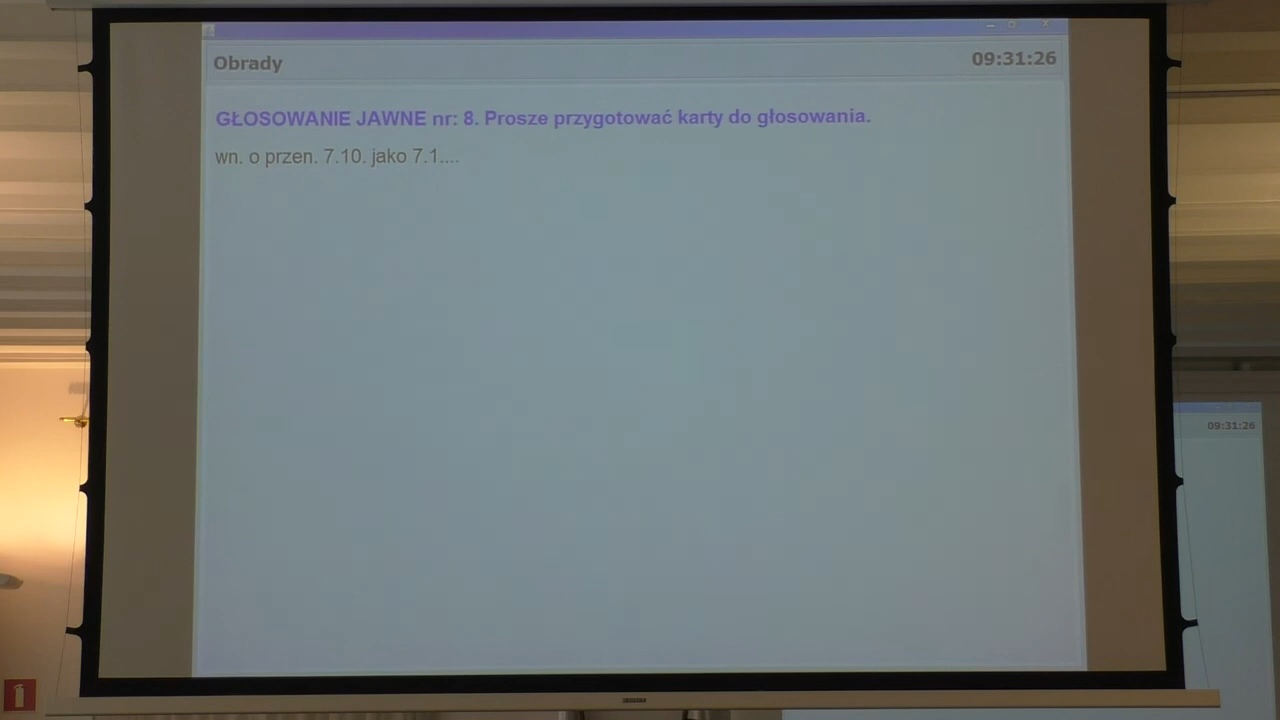 Obrady
09:31:26
GŁOSOWANIE JAWNE nr: 8. Prosze przygotować karty do głosowania.
wn. o przen. 7.10. jako 7.1....
09:31:26